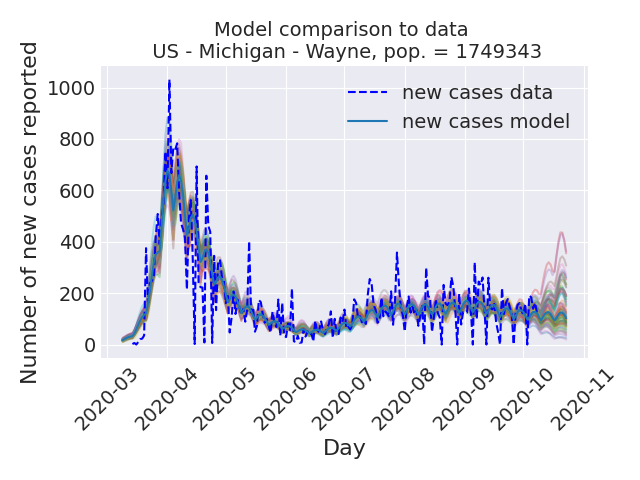 Model comparison to data
US - Michigan - Wayne, pop. = 1749343
Number of new cases reported
1000
800
600
400
200
0
new cases data
new cases model
2020-03
2020-04
2020-05
2020-06
2020-07
2020-08
2020-09
2020-10
2020-11
Day